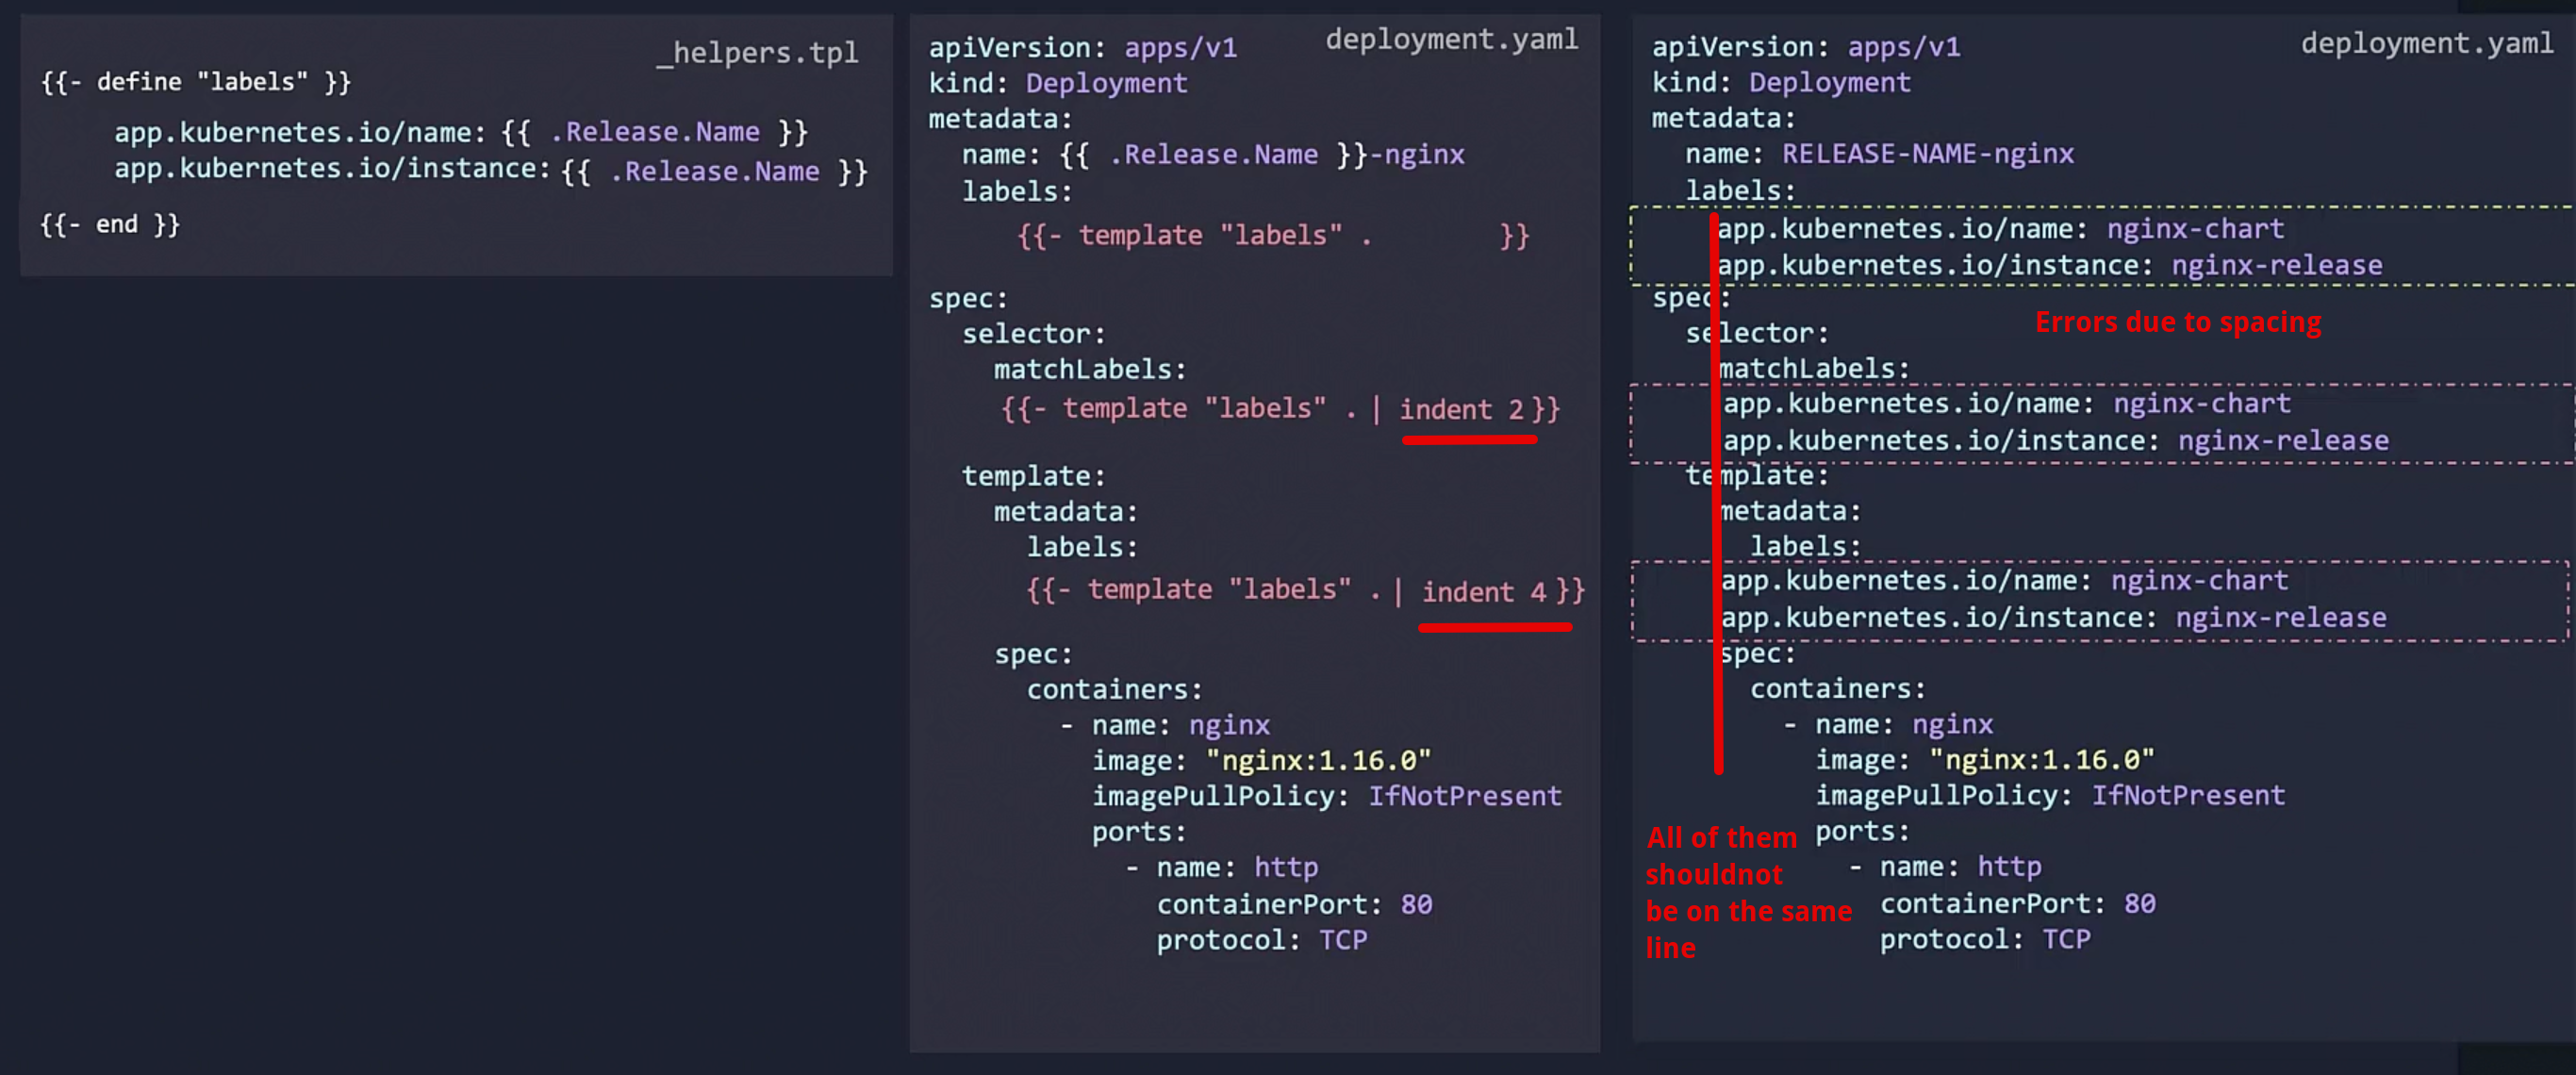 _helpers.tpl
{{- define "labels" }}
app.kubernetes.io/name: {{ .Release.Name }}
app.kubernetes.io/instance: {{ .Release.Name }}
{{- end }}
deployment.yaml
apiVersion: apps/v1
kind: Deployment
metadata:
  name: {{ .Release.Name }}-nginx
  labels:
    {{- template "labels" . }}
spec:
  selector:
    matchLabels:
    {{- template "labels" . | indent 2 }}
  template:
    metadata:
      labels:
      {{- template "labels" . | indent 4 }}
    spec:
      containers:
        - name: nginx
          image: "nginx:1.16.0"
          imagePullPolicy: IfNotPresent
          ports:
            - name: http
              containerPort: 80
              protocol: TCP
deployment.yaml
apiVersion: apps/v1
kind: Deployment
metadata:
  name: RELEASE-NAME-nginx
  labels:
    app.kubernetes.io/name: nginx-chart
    app.kubernetes.io/instance: nginx-release
spec:
Errors due to spacing
  selector:
    matchLabels:
    app.kubernetes.io/name: nginx-chart
    app.kubernetes.io/instance: nginx-release
  template:
    metadata:
      labels:
    app.kubernetes.io/name: nginx-chart
    app.kubernetes.io/instance: nginx-release
    spec:
      containers:
        - name: nginx
          image: "nginx:1.16.0"
          imagePullPolicy: IfNotPresent
          ports:
            - name: http
              containerPort: 80
              protocol: TCP
All of them
shouldnot
be on the same
line